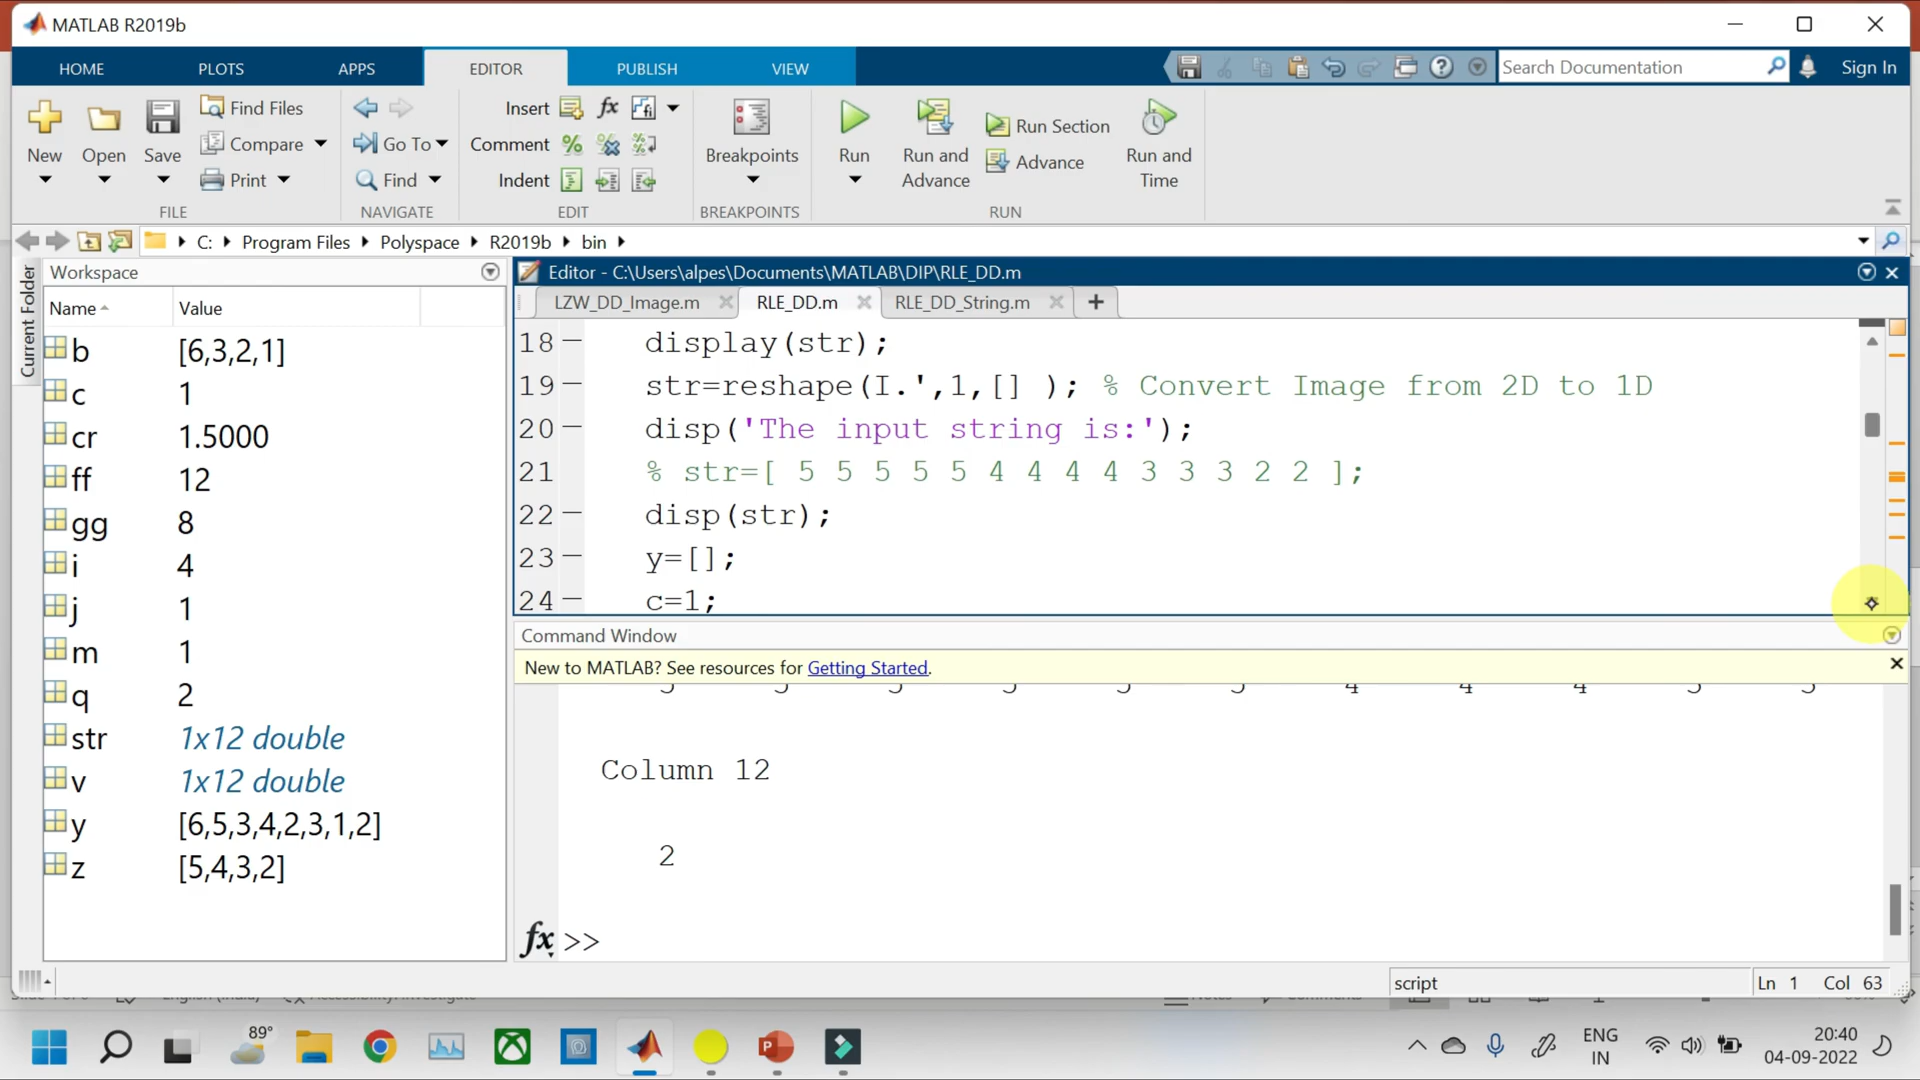 MATLAB R2019b
HOME PLOTS APPS EDITOR PUBLISH VIEW Search Documentation Sign In
New Open Save Find Files Compare Print
FILE
Go To Find
NAVIGATE
Insert fx
Comment
Indent
EDIT
Breakpoints
BREAKPOINTS
Run Run and Advance Run Section Advance Run and Time
RUN
C: Program Files Polyspace R2019b bin
Current Folder
Workspace
Name Value
b [6,3,2,1]
c 1
cr 1.5000
ff 12
gg 8
i 4
j 1
m 1
q 2
str 1x12 double
v 1x12 double
y [6,5,3,4,2,3,1,2]
z [5,4,3,2]
Editor - C:\Users\alpes\Documents\MATLAB\DIP\RLE_DD.m
LZW_DD_Image.m RLE_DD.m RLE_DD_String.m
18 display(str);
19 str=reshape(I.',1,[] ); % Convert Image from 2D to 1D
20 disp('The input string is:');
21 % str=[ 5 5 5 5 5 4 4 4 4 3 3 3 2 2 ];
22 disp(str);
23 y=[];
24 c=1;
Command Window
New to MATLAB? See resources for Getting Started.
Column 12
2
fx >>
script Ln 1 Col 63
89°
ENG
IN
20:40
04-09-2022